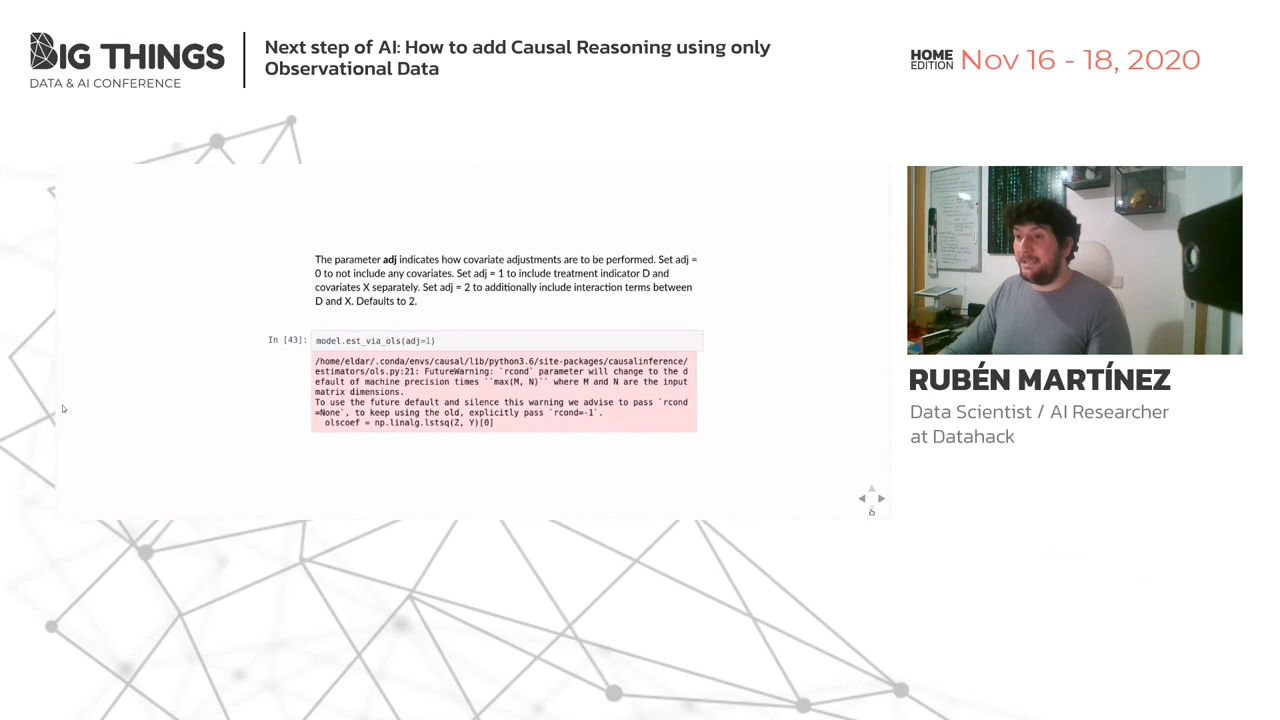 BIG THINGS
DATA & AI CONFERENCE
Next step of AI: How to add Causal Reasoning using only
Observational Data
HOME
EDITION
Nov 16 - 18, 2020
The parameter adj indicates how covariate adjustments are to be performed. Set adj =
0 to not include any covariates. Set adj = 1 to include treatment indicator D and
covariates X separately. Set adj = 2 to additionally include interaction terms between
D and X. Defaults to 2.
In [43]: model.est_via_ols(adj=1)
/home/eldar/.conda/envs/causal/lib/python3.6/site-packages/causalinference/
estimators/ols.py:21: FutureWarning: `rcond` parameter will change to the d
efault of machine precision times ``max(M, N)`` where M and N are the input
matrix dimensions.
To use the future default and silence this warning we advise to pass `rcond
=None`, to keep using the old, explicitly pass `rcond=-1`.
olscoef = np.linalg.lstsq(Z, Y)[0]
RUBÉN MARTÍNEZ
Data Scientist / AI Researcher
at Datahack